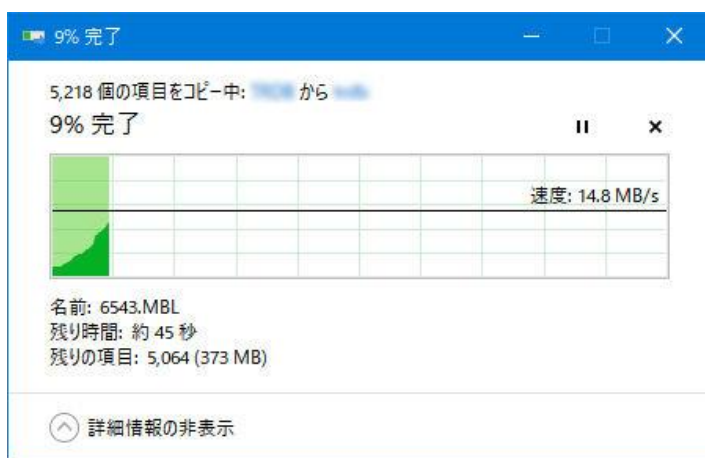 9% 完了
5,218 個の項目をコピー中: から
9% 完了
速度: 14.8 MB/s
名前: 6543.MBL
残り時間: 約 45 秒
残りの項目: 5,064 (373 MB)
詳細情報の非表示